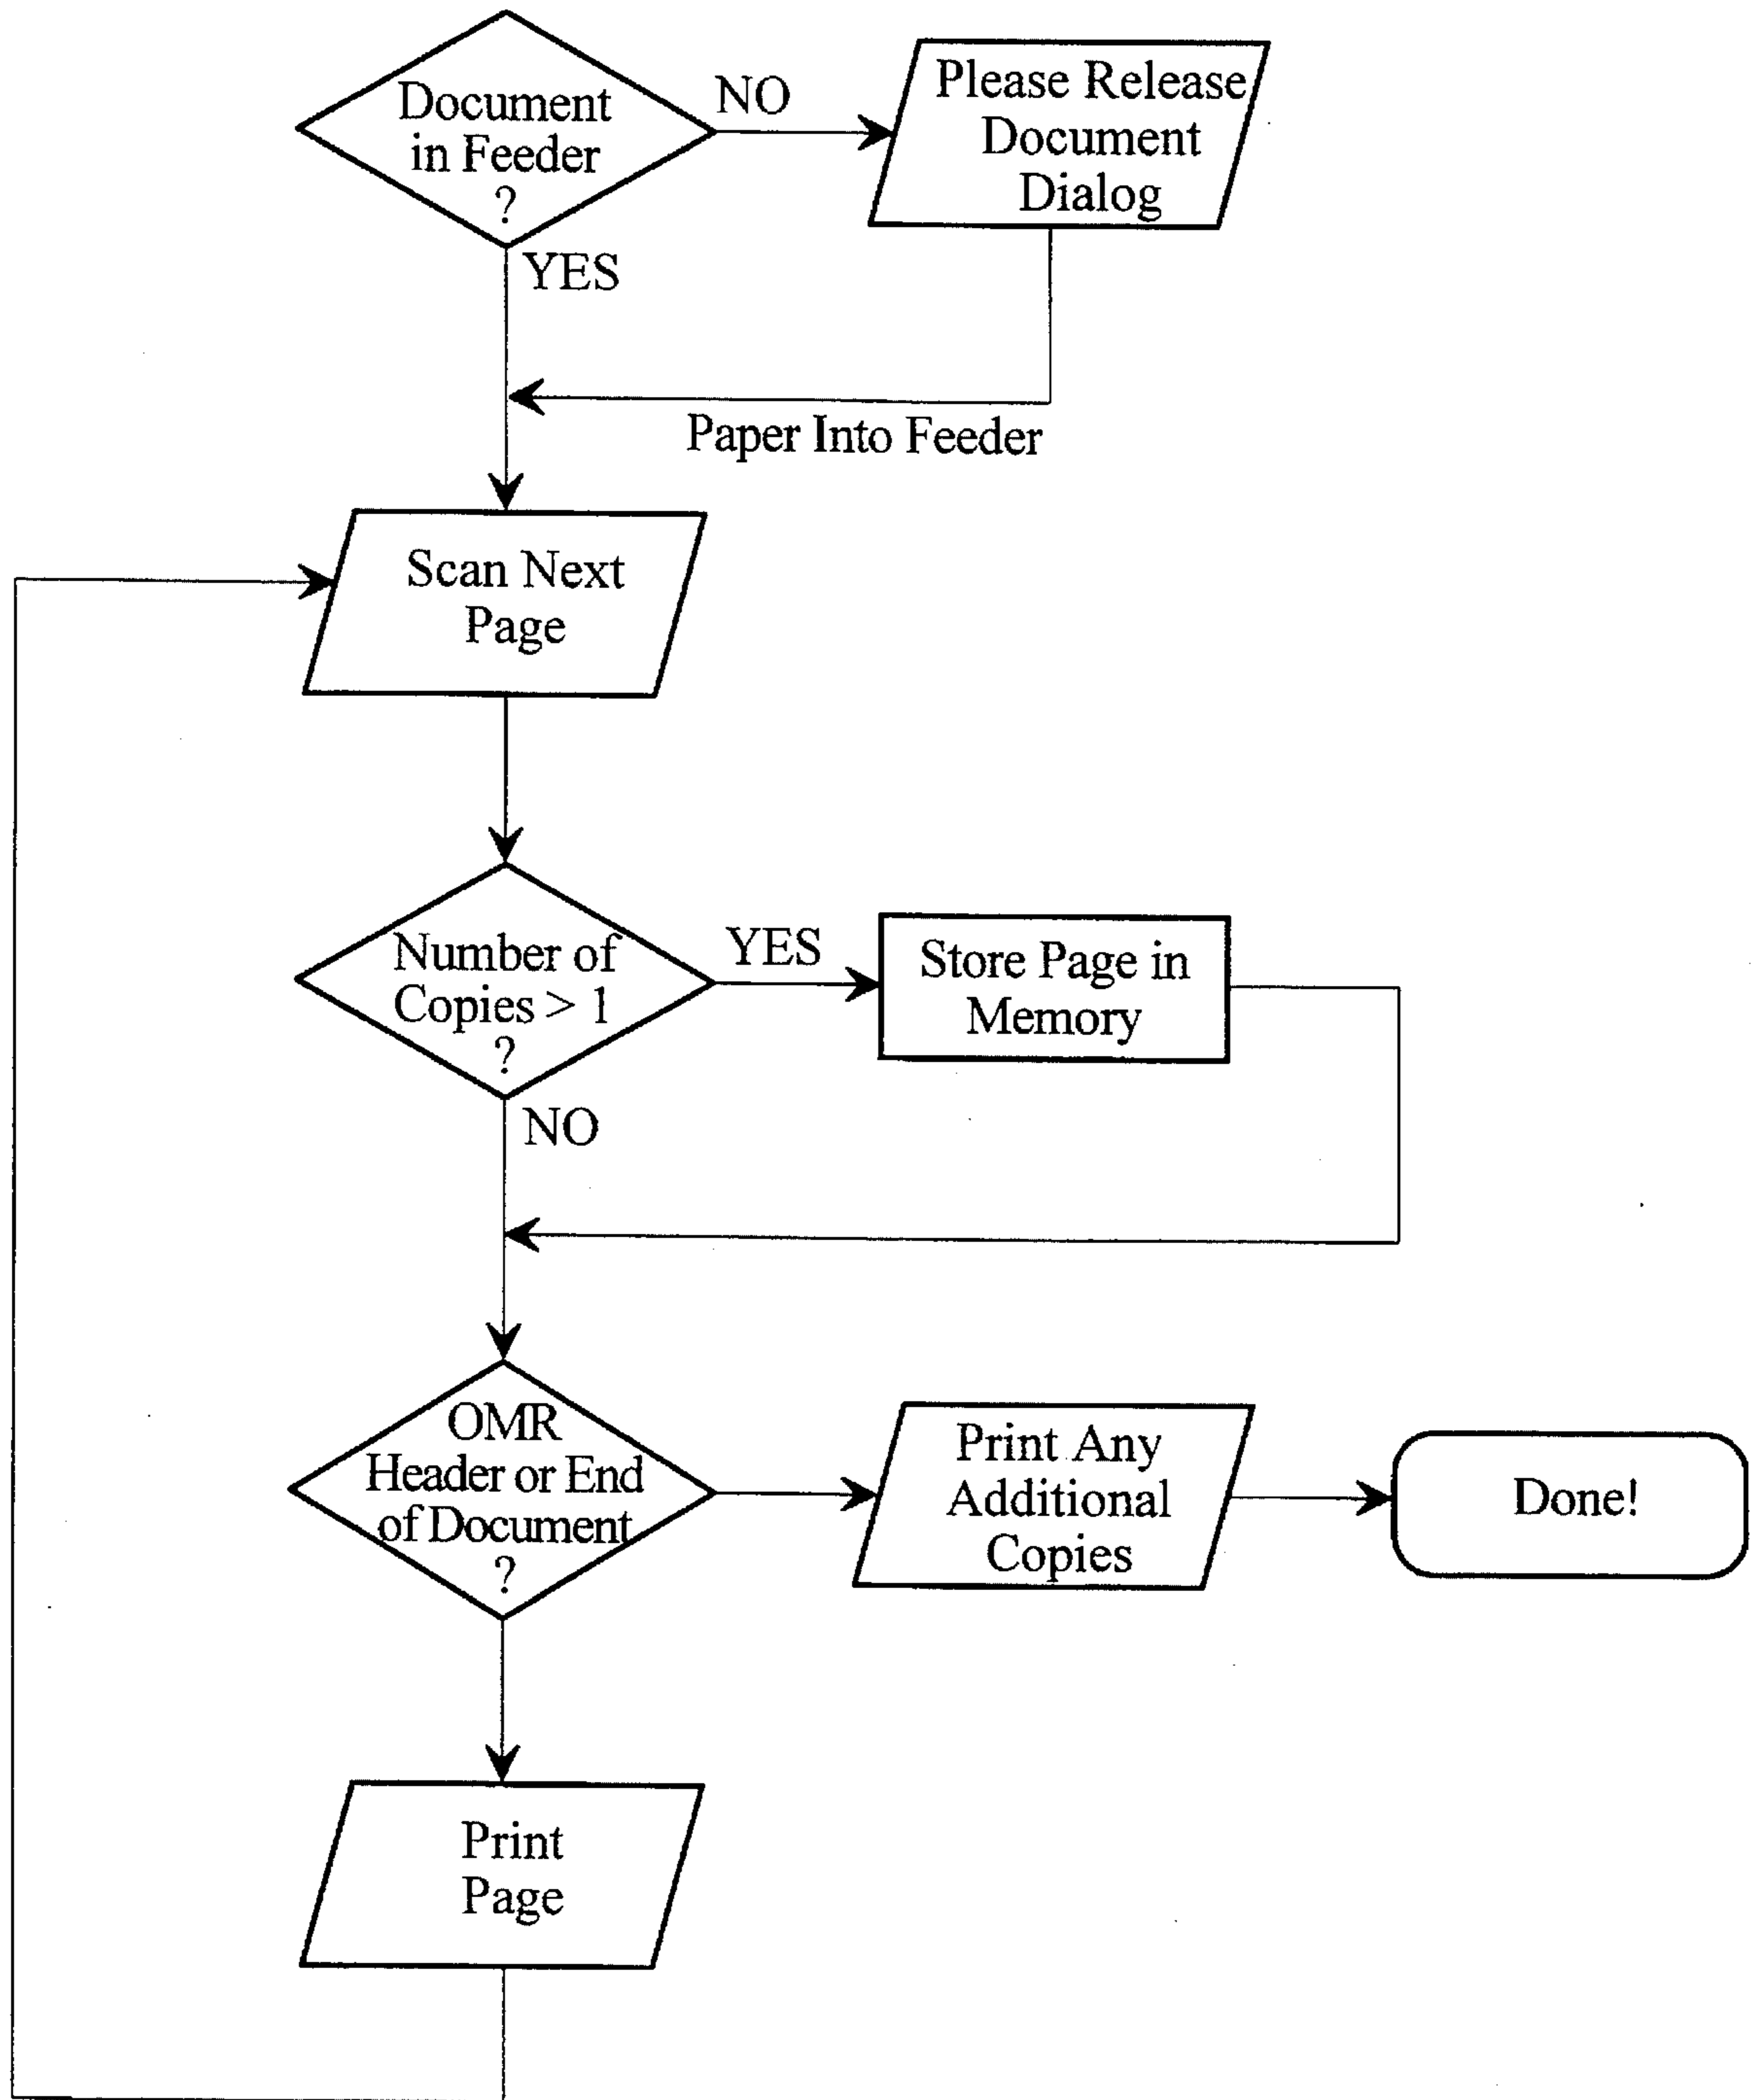 Document
in Feeder
?
NO
Please Release
Document
Dialog
YES
Paper Into Feeder
Scan Next
Page
Number of
Copies > 1
?
YES
Store Page in
Memory
NO
OMR
Header or End
of Document
?
Print Any
Additional
Copies
Done!
Print
Page